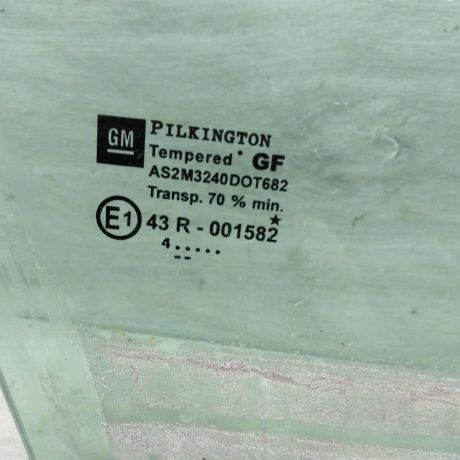 GM
PILKINGTON
Tempered • GF
AS2M3240DOT682
Transp. 70 % min.
E1 43 R - 001582 ★
4 .....
--